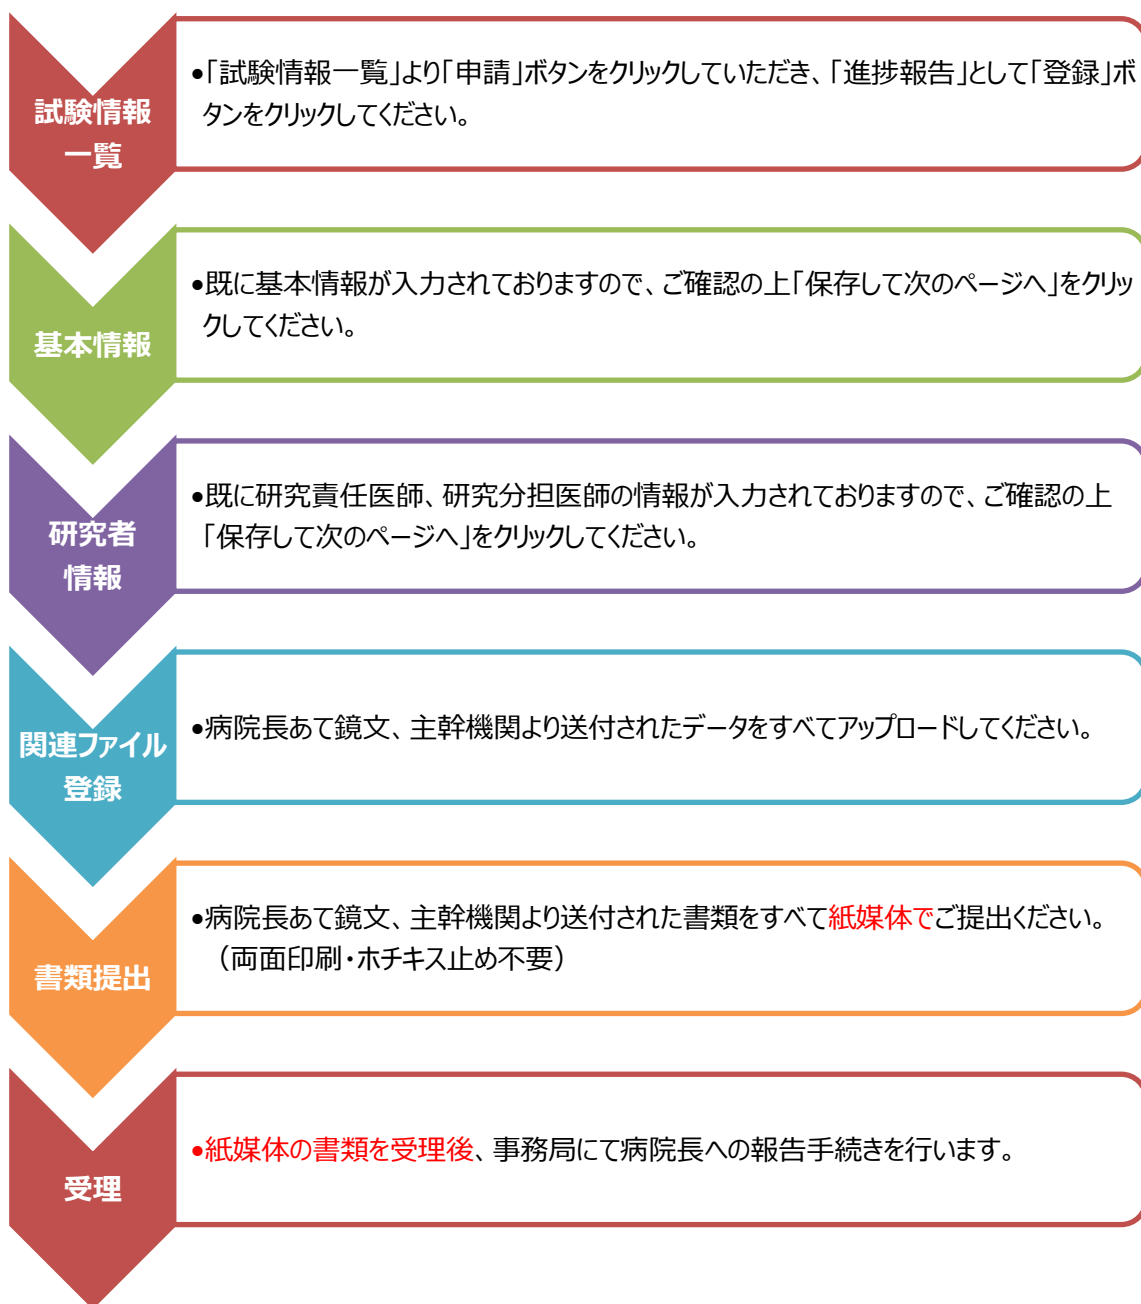 試験情報
一覧
•「試験情報一覧」より「申請」ボタンをクリックしていただき、「進捗報告」として「登録」ボ
タンをクリックしてください。
基本情報
•既に基本情報が入力されておりますので、ご確認の上「保存して次のページへ」をクリッ
クしてください。
研究者
情報
•既に研究責任医師、研究分担医師の情報が入力されておりますので、ご確認の上
「保存して次のページへ」をクリックしてください。
関連ファイル
登録
•病院長あて鏡文、主幹機関より送付されたデータをすべてアップロードしてください。
書類提出
•病院長あて鏡文、主幹機関より送付された書類をすべて紙媒体でご提出ください。
（両面印刷・ホチキス止め不要）
受理
•紙媒体の書類を受理後、事務局にて病院長への報告手続きを行います。